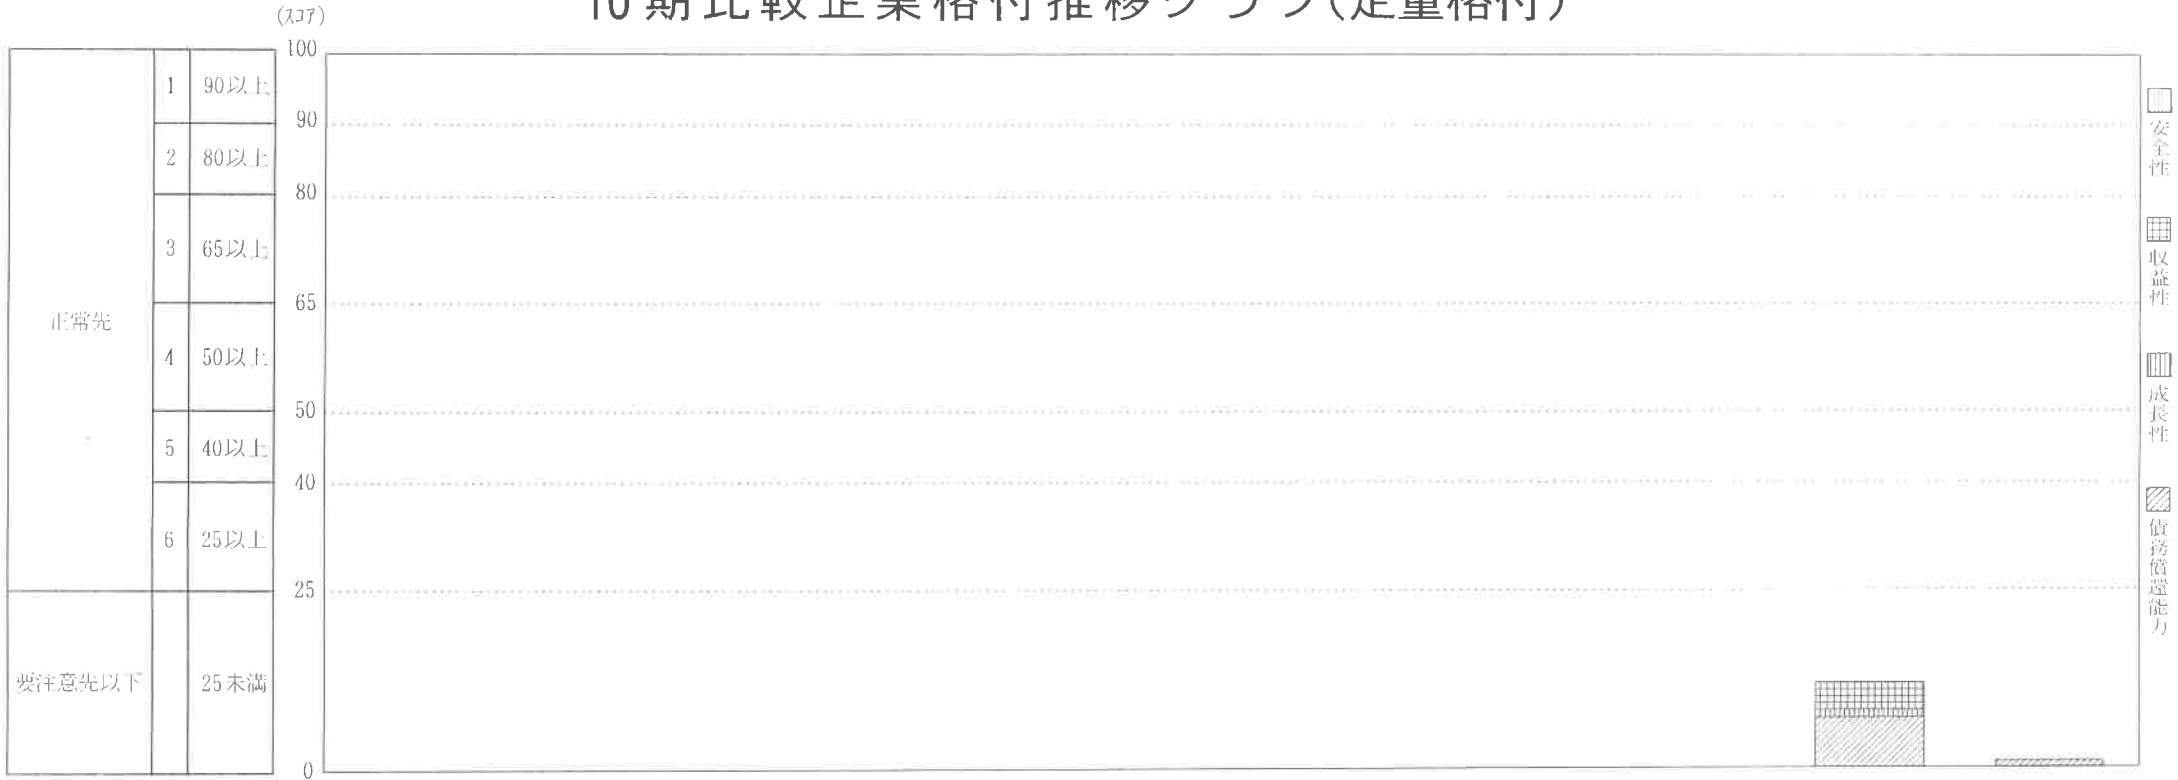 10期比較企業格付推移グラフ(定量格付)
(スコア)
100
90
80
65
50
40
25
0
正常先
1 90以上
2 80以上
3 65以上
4 50以上
5 40以上
6 25以上
要注意先以下 25未満
安全性
収益性
成長性
債務償還能力